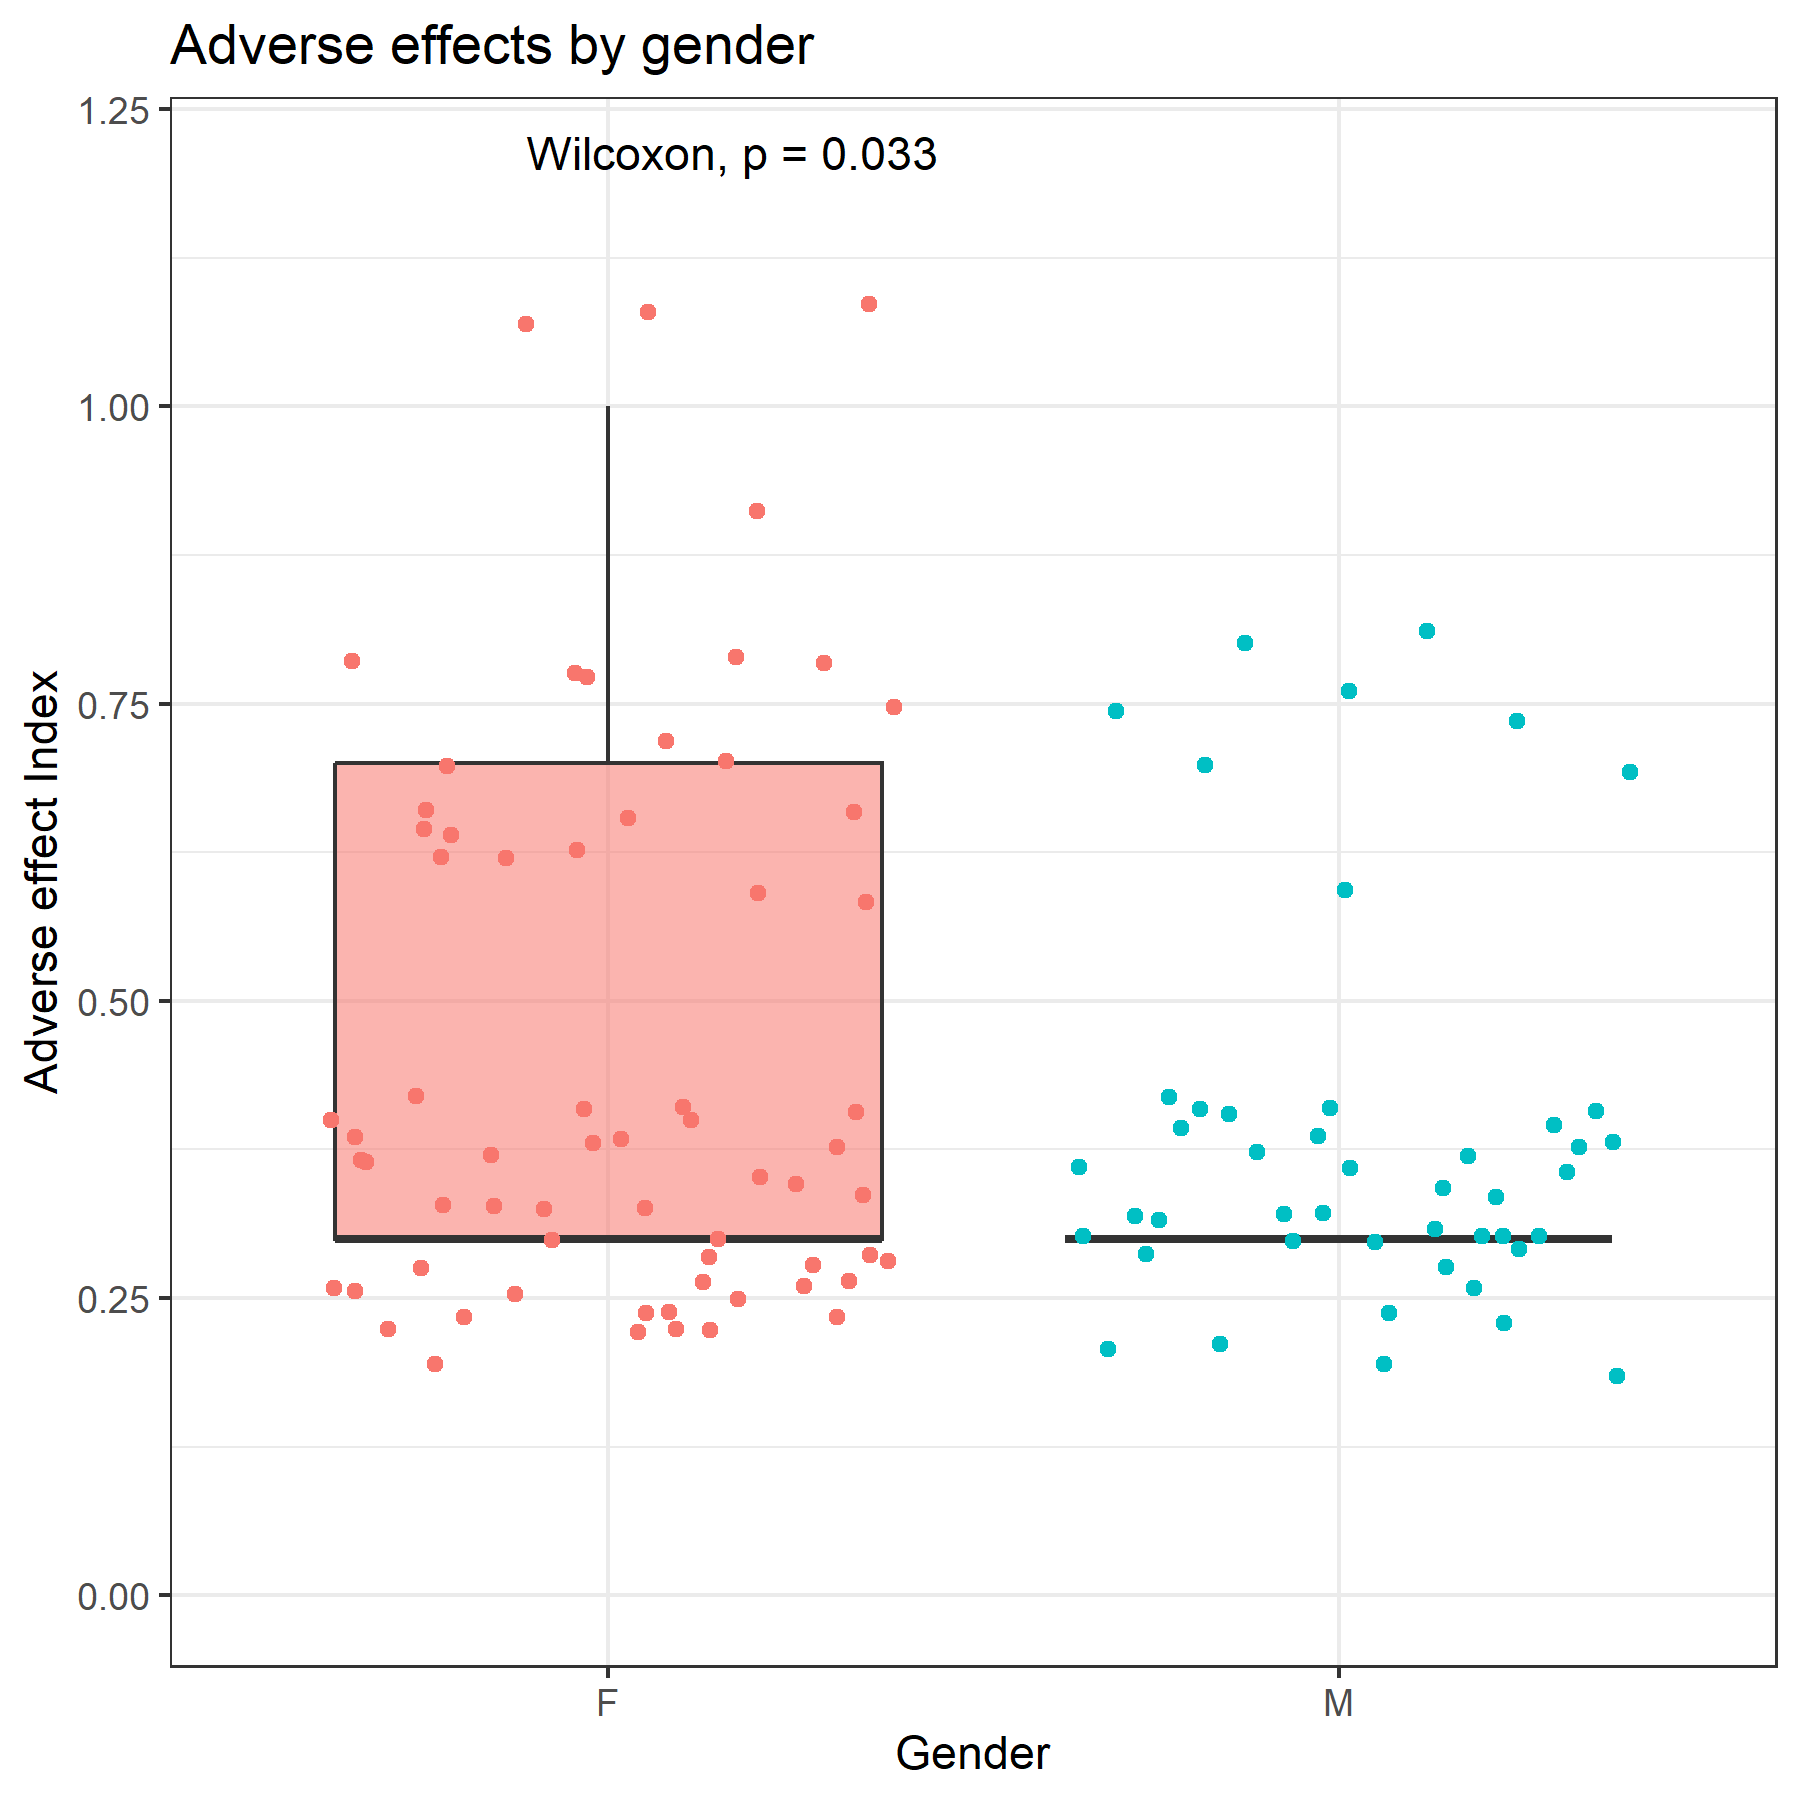 Adverse effects by gender
1.25
Wilcoxon, p = 0.033
1.00
0.75
0.50
0.25
0.00
Adverse effect Index
F
M
Gender